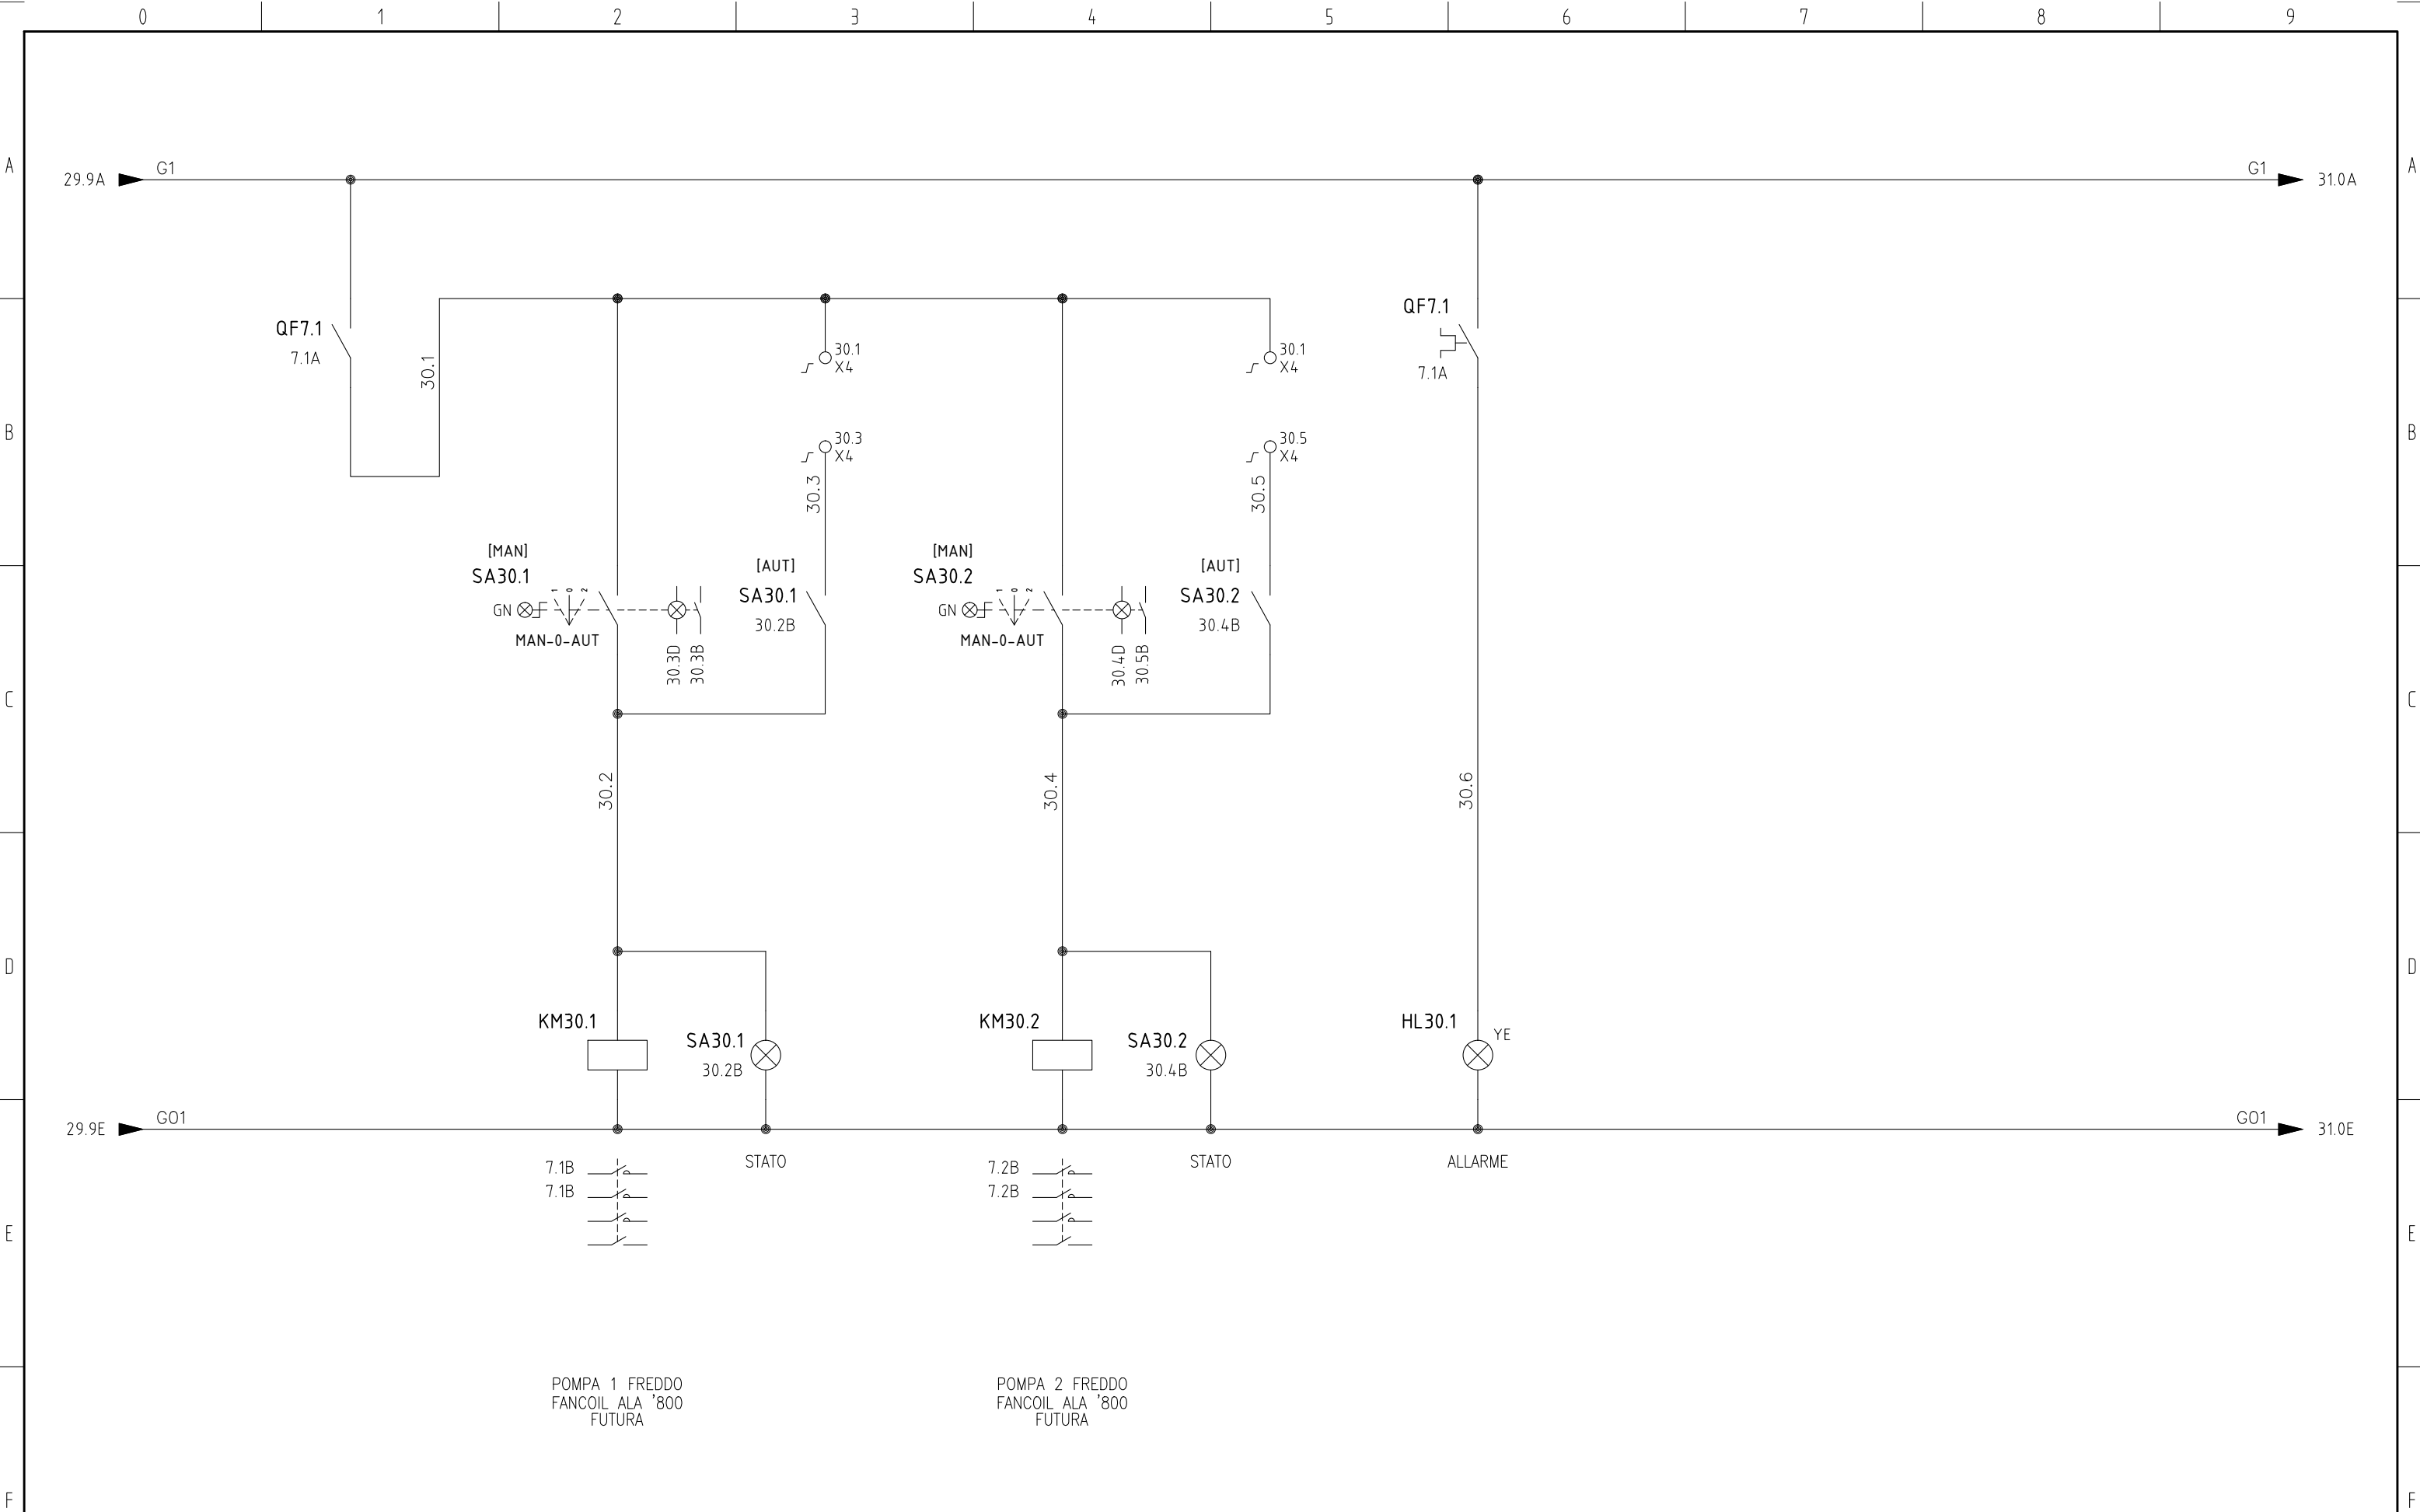 0 1 2 3 4 5 6 7 8 9
A A
29.9A G1 G1 31.0A
QF7.1
7.1A
30.1
30.1
X4
30.1
X4
QF7.1
7.1A
B B
30.3
X4
30.3
30.5
X4
30.5
[MAN]
SA30.1
GN
1 0 2
MAN-0-AUT
30.3D
30.3B
[AUT]
SA30.1
30.2B
[MAN]
SA30.2
GN
1 0 2
MAN-0-AUT
30.4D
30.5B
[AUT]
SA30.2
30.4B
C C
30.2
30.4
30.6
D D
KM30.1
SA30.1
30.2B
KM30.2
SA30.2
30.4B
HL30.1
YE
29.9E G01 G01 31.0E
STATO
STATO
ALLARME
7.1B
7.1B
7.2B
7.2B
E E
POMPA 1 FREDDO
FANCOIL ALA '800
FUTURA
POMPA 2 FREDDO
FANCOIL ALA '800
FUTURA
F F